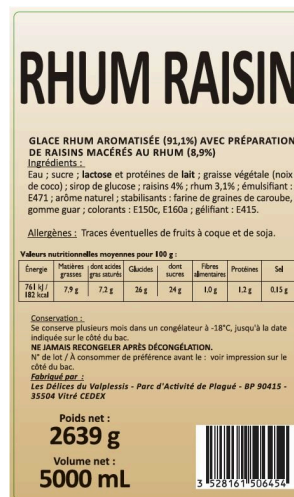 RHUM RAISIN
GLACE RHUM AROMATISÉE (91,1%) AVEC PRÉPARATION
DE RAISINS MACÉRÉS AU RHUM (8,9%)
Ingrédients :
Eau ; sucre ; lactose et protéines de lait ; graisse végétale (noix
de coco) ; sirop de glucose ; raisins 4% ; rhum 3,1% ; émulsifiant :
E471 ; arôme naturel ; stabilisants : farine de graines de caroube,
gomme guar ; colorants : E150c, E160a ; gélifiant : E415.
Allergènes : Traces éventuelles de fruits à coque et de soja.
Valeurs nutritionnelles moyennes pour 100 g :
Énergie Matières grasses dont acides gras saturés Glucides dont sucres Fibres alimentaires Protéines Sel
761 kJ / 182 kcal 7,9 g 7,2 g 26 g 24 g 1,0 g 1,2 g 0,15 g
Conservation :
Se conserve plusieurs mois dans un congélateur à -18°C, jusqu'à la date
indiquée sur le côté du bac.
NE JAMAIS RECONGELER APRÈS DÉCONGÉLATION.
N° de lot / À consommer de préférence avant le : voir impression sur le
côté du bac.
Fabriqué par :
Les Délices du Valplessis - Parc d'Activité de Plagué - BP 90415 -
35504 Vitré CEDEX
Poids net :
2639 g
Volume net :
5000 mL
3 528161 506454